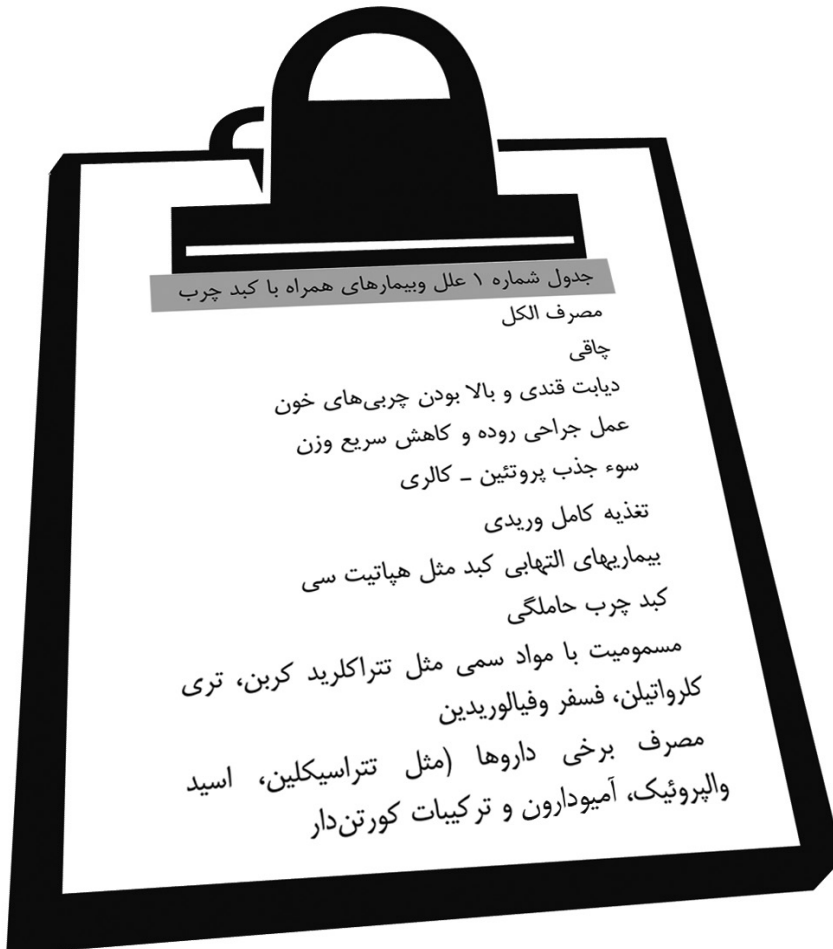 جدول شماره ۱ علل وبیمارهای همراه با کبد چرب
مصرف الکل
چاقی
دیابت قندی و بالا بودن چربی‌های خون
عمل جراحی روده و کاهش سریع وزن
سوء جذب پروتئین ـ کالری
تغذیه کامل وریدی
بیماریهای التهابی کبد مثل هپاتیت سی
کبد چرب حاملگی
مسمومیت با مواد سمی مثل تتراکلرید کربن، تری
کلرواتیلن، فسفر وفیالوریدین
مصرف برخی داروها (مثل تتراسیکلین، اسید
والپروئیک، آمیودارون و ترکیبات کورتن‌دار